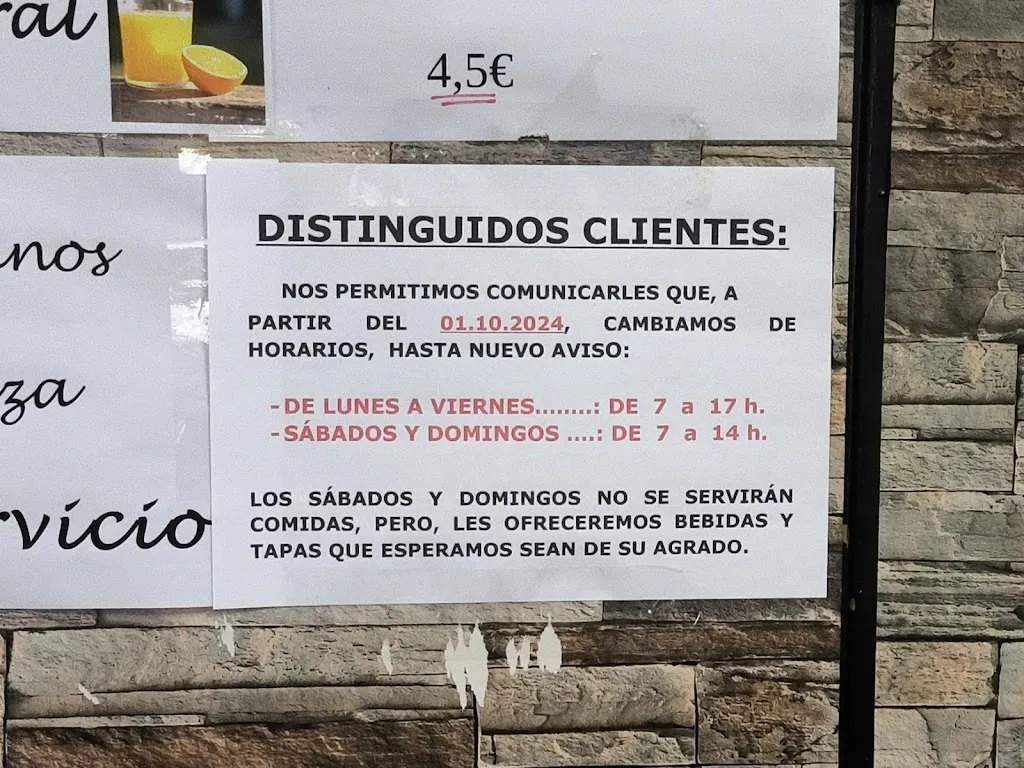 4,5€
DISTINGUIDOS CLIENTES:
NOS PERMITIMOS COMUNICARLES QUE, A
PARTIR DEL 01.10.2024, CAMBIAMOS DE
HORARIOS, HASTA NUEVO AVISO:
-DE LUNES A VIERNES........: DE 7 a 17 h.
-SÁBADOS Y DOMINGOS ....: DE 7 a 14 h.
LOS SÁBADOS Y DOMINGOS NO SE SERVIRÁN
COMIDAS, PERO, LES OFRECEREMOS BEBIDAS Y
TAPAS QUE ESPERAMOS SEAN DE SU AGRADO.